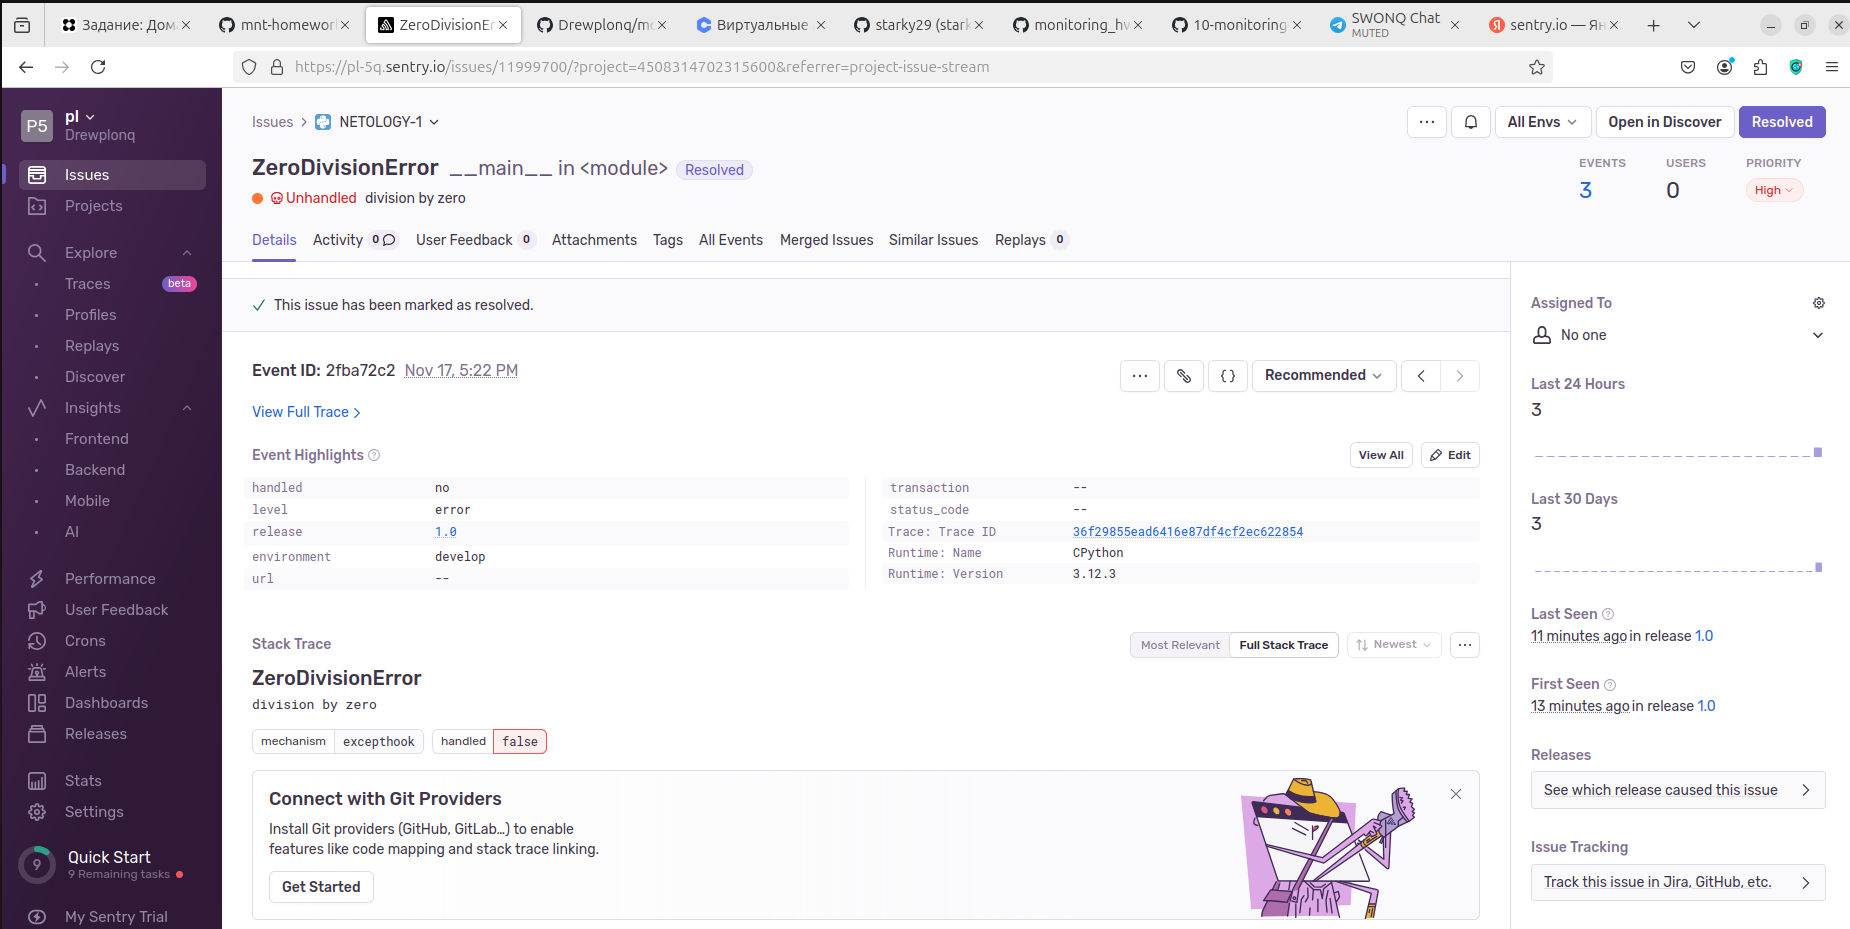 Задание: Дома
mnt-homewor
ZeroDivisionEr
Drewplonq/mo
Виртуальные
starky29 (stark
monitoring_hw
10-monitoring
SWONQ Chat
MUTED
sentry.io — Ян
https://pl-5q.sentry.io/issues/11999700/?project=4508314702315600&referrer=project-issue-stream
P5
pl
Drewplonq
Issues
Projects
Explore
Traces
beta
Profiles
Replays
Discover
Insights
Frontend
Backend
Mobile
AI
Performance
User Feedback
Crons
Alerts
Dashboards
Releases
Stats
Settings
9
Quick Start
9 Remaining tasks
My Sentry Trial
Issues > NETOLOGY-1
All Envs
Open in Discover
Resolved
ZeroDivisionError __main__ in <module> Resolved
Unhandled division by zero
EVENTS USERS PRIORITY
3 0 High
Details Activity 0 User Feedback 0 Attachments Tags All Events Merged Issues Similar Issues Replays 0
This issue has been marked as resolved.
Event ID: 2fba72c2 Nov 17, 5:22 PM
{} Recommended
View Full Trace >
Event Highlights ?
View All Edit
handled no
level error
release 1.0
environment develop
url --
transaction --
status_code --
Trace: Trace ID 36f29855ead6416e87df4cf2ec622854
Runtime: Name CPython
Runtime: Version 3.12.3
Stack Trace
Most Relevant Full Stack Trace Newest
ZeroDivisionError
division by zero
mechanism excepthook handled false
Connect with Git Providers
Install Git providers (GitHub, GitLab…) to enable
features like code mapping and stack trace linking.
Get Started
Assigned To
No one
Last 24 Hours
3
Last 30 Days
3
Last Seen ?
11 minutes ago in release 1.0
First Seen ?
13 minutes ago in release 1.0
Releases
See which release caused this issue
Issue Tracking
Track this issue in Jira, GitHub, etc.